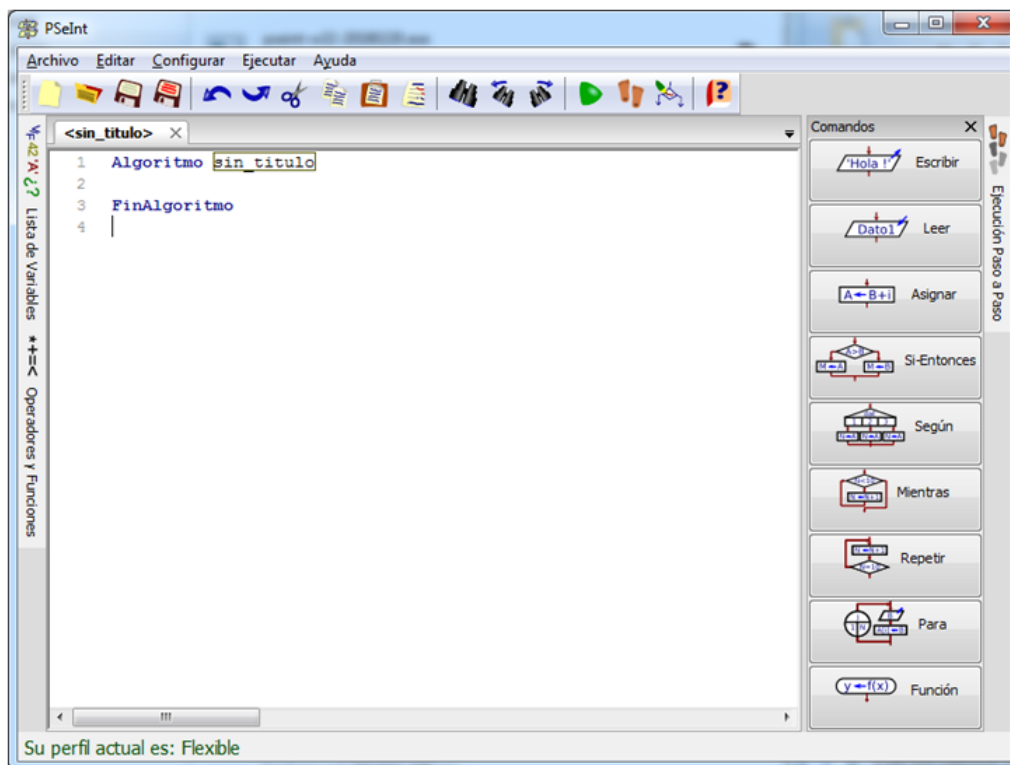 PSeInt
Archivo Editar Configurar Ejecutar Ayuda
<sin_titulo>
1 Algoritmo sin_titulo
2
3 FinAlgoritmo
4
Lista de Variables
Operadores y Funciones
Comandos
'Hola !' Escribir
Dato1 Leer
A←B+i Asignar
A>B M←A M←B Si-Entonces
Según
Mientras
Repetir
Para
y←f(x) Función
Ejecución Paso a Paso
Su perfil actual es: Flexible